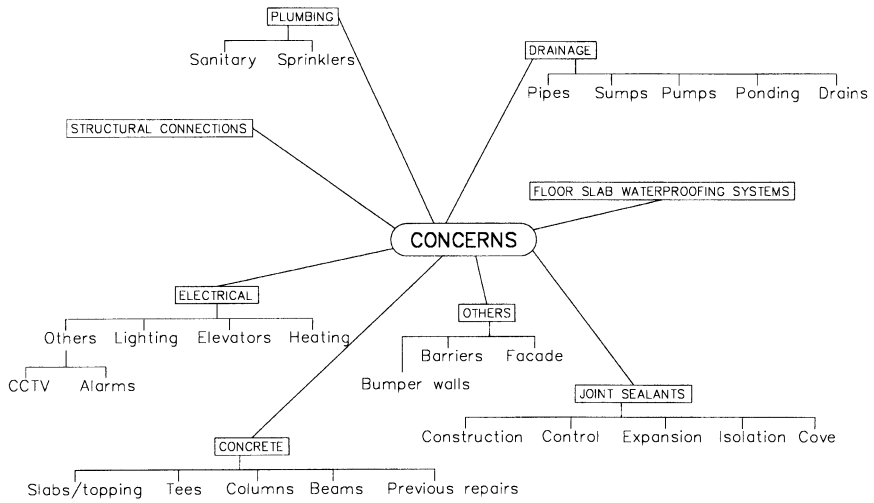 PLUMBING
Sanitary Sprinklers
DRAINAGE
Pipes Sumps Pumps Ponding Drains
STRUCTURAL CONNECTIONS
FLOOR SLAB WATERPROOFING SYSTEMS
CONCERNS
ELECTRICAL
Others Lighting Elevators Heating
CCTV Alarms
OTHERS
Barriers Facade
Bumper walls
JOINT SEALANTS
Construction Control Expansion Isolation Cove
CONCRETE
Slabs/topping Tees Columns Beams Previous repairs